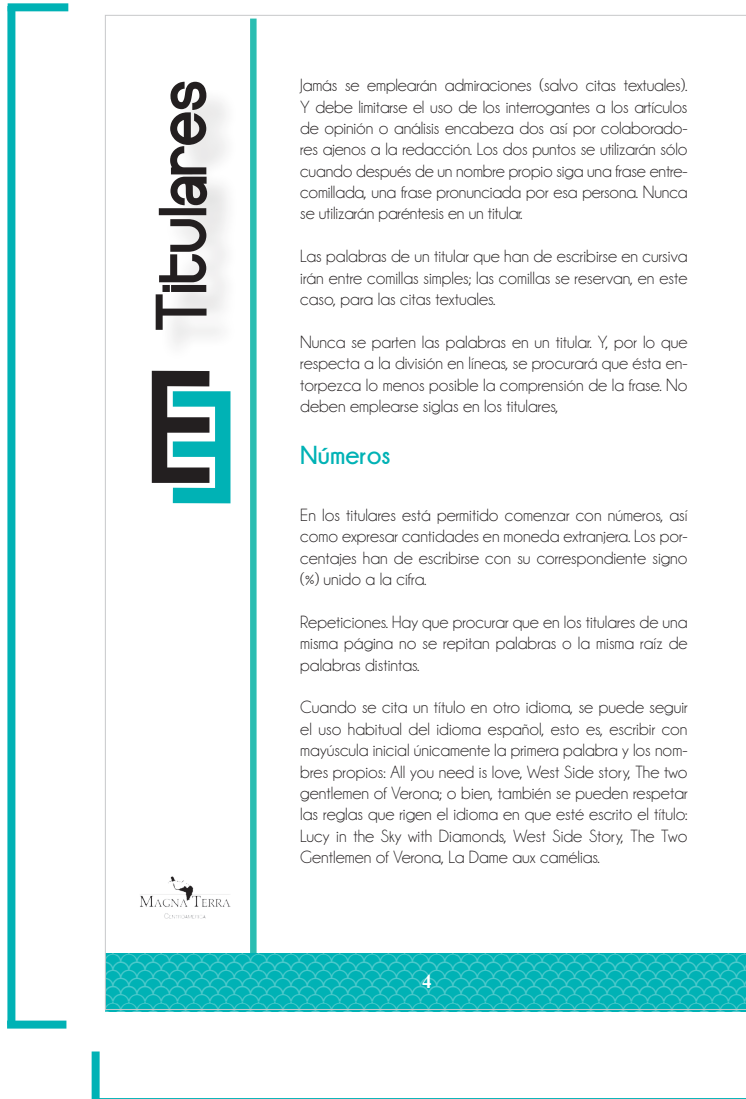 Titulares
Jamás se emplearán admiraciones (salvo citas textuales).
Y debe limitarse el uso de los interrogantes a los artículos
de opinión o análisis encabeza dos así por colaborado-
res ajenos a la redacción. Los dos puntos se utilizarán sólo
cuando después de un nombre propio siga una frase entre-
comillada, una frase pronunciada por esa persona. Nunca
se utilizarán paréntesis en un titular.
Las palabras de un titular que han de escribirse en cursiva
irán entre comillas simples; las comillas se reservan, en este
caso, para las citas textuales.
Nunca se parten las palabras en un titular. Y, por lo que
respecta a la división en líneas, se procurará que ésta en-
torpezca lo menos posible la comprensión de la frase. No
deben emplearse siglas en los titulares,
Números
En los titulares está permitido comenzar con números, así
como expresar cantidades en moneda extranjera. Los por-
centajes han de escribirse con su correspondiente signo
(%) unido a la cifra.
Repeticiones. Hay que procurar que en los titulares de una
misma página no se repitan palabras o la misma raíz de
palabras distintas.
Cuando se cita un título en otro idioma, se puede seguir
el uso habitual del idioma español, esto es, escribir con
mayúscula inicial únicamente la primera palabra y los nom-
bres propios: All you need is love, West Side story, The two
gentlemen of Verona; o bien, también se pueden respetar
las reglas que rigen el idioma en que esté escrito el título:
Lucy in the Sky with Diamonds, West Side Story, The Two
Gentlemen of Verona, La Dame aux camélias.
MAGNA TERRA
CENTROAMÉRICA
4